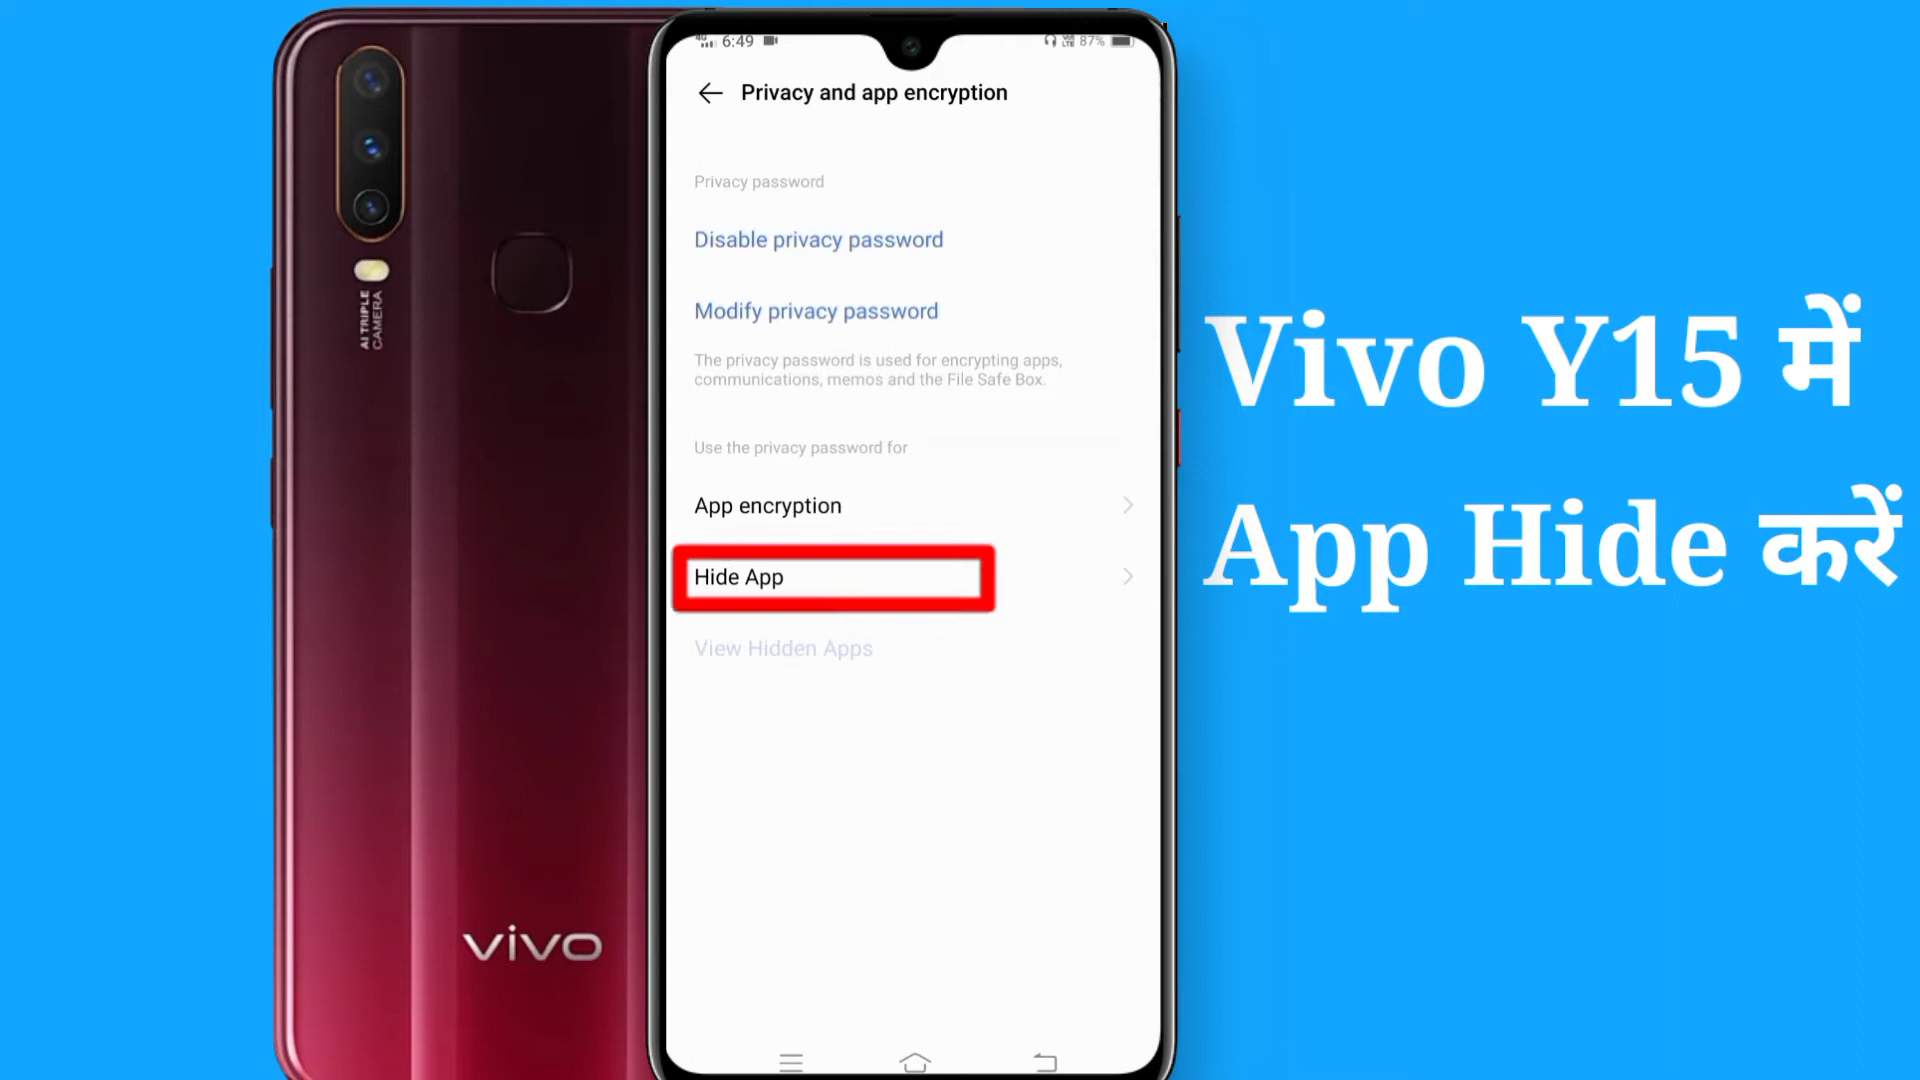 AI TRIPLE
CAMERA
vivo
4G 6:49 VoLTE 87%
Privacy and app encryption
Privacy password
Disable privacy password
Modify privacy password
The privacy password is used for encrypting apps,
communications, memos and the File Safe Box.
Use the privacy password for
App encryption
Hide App
View Hidden Apps
Vivo Y15 में
App Hide करें